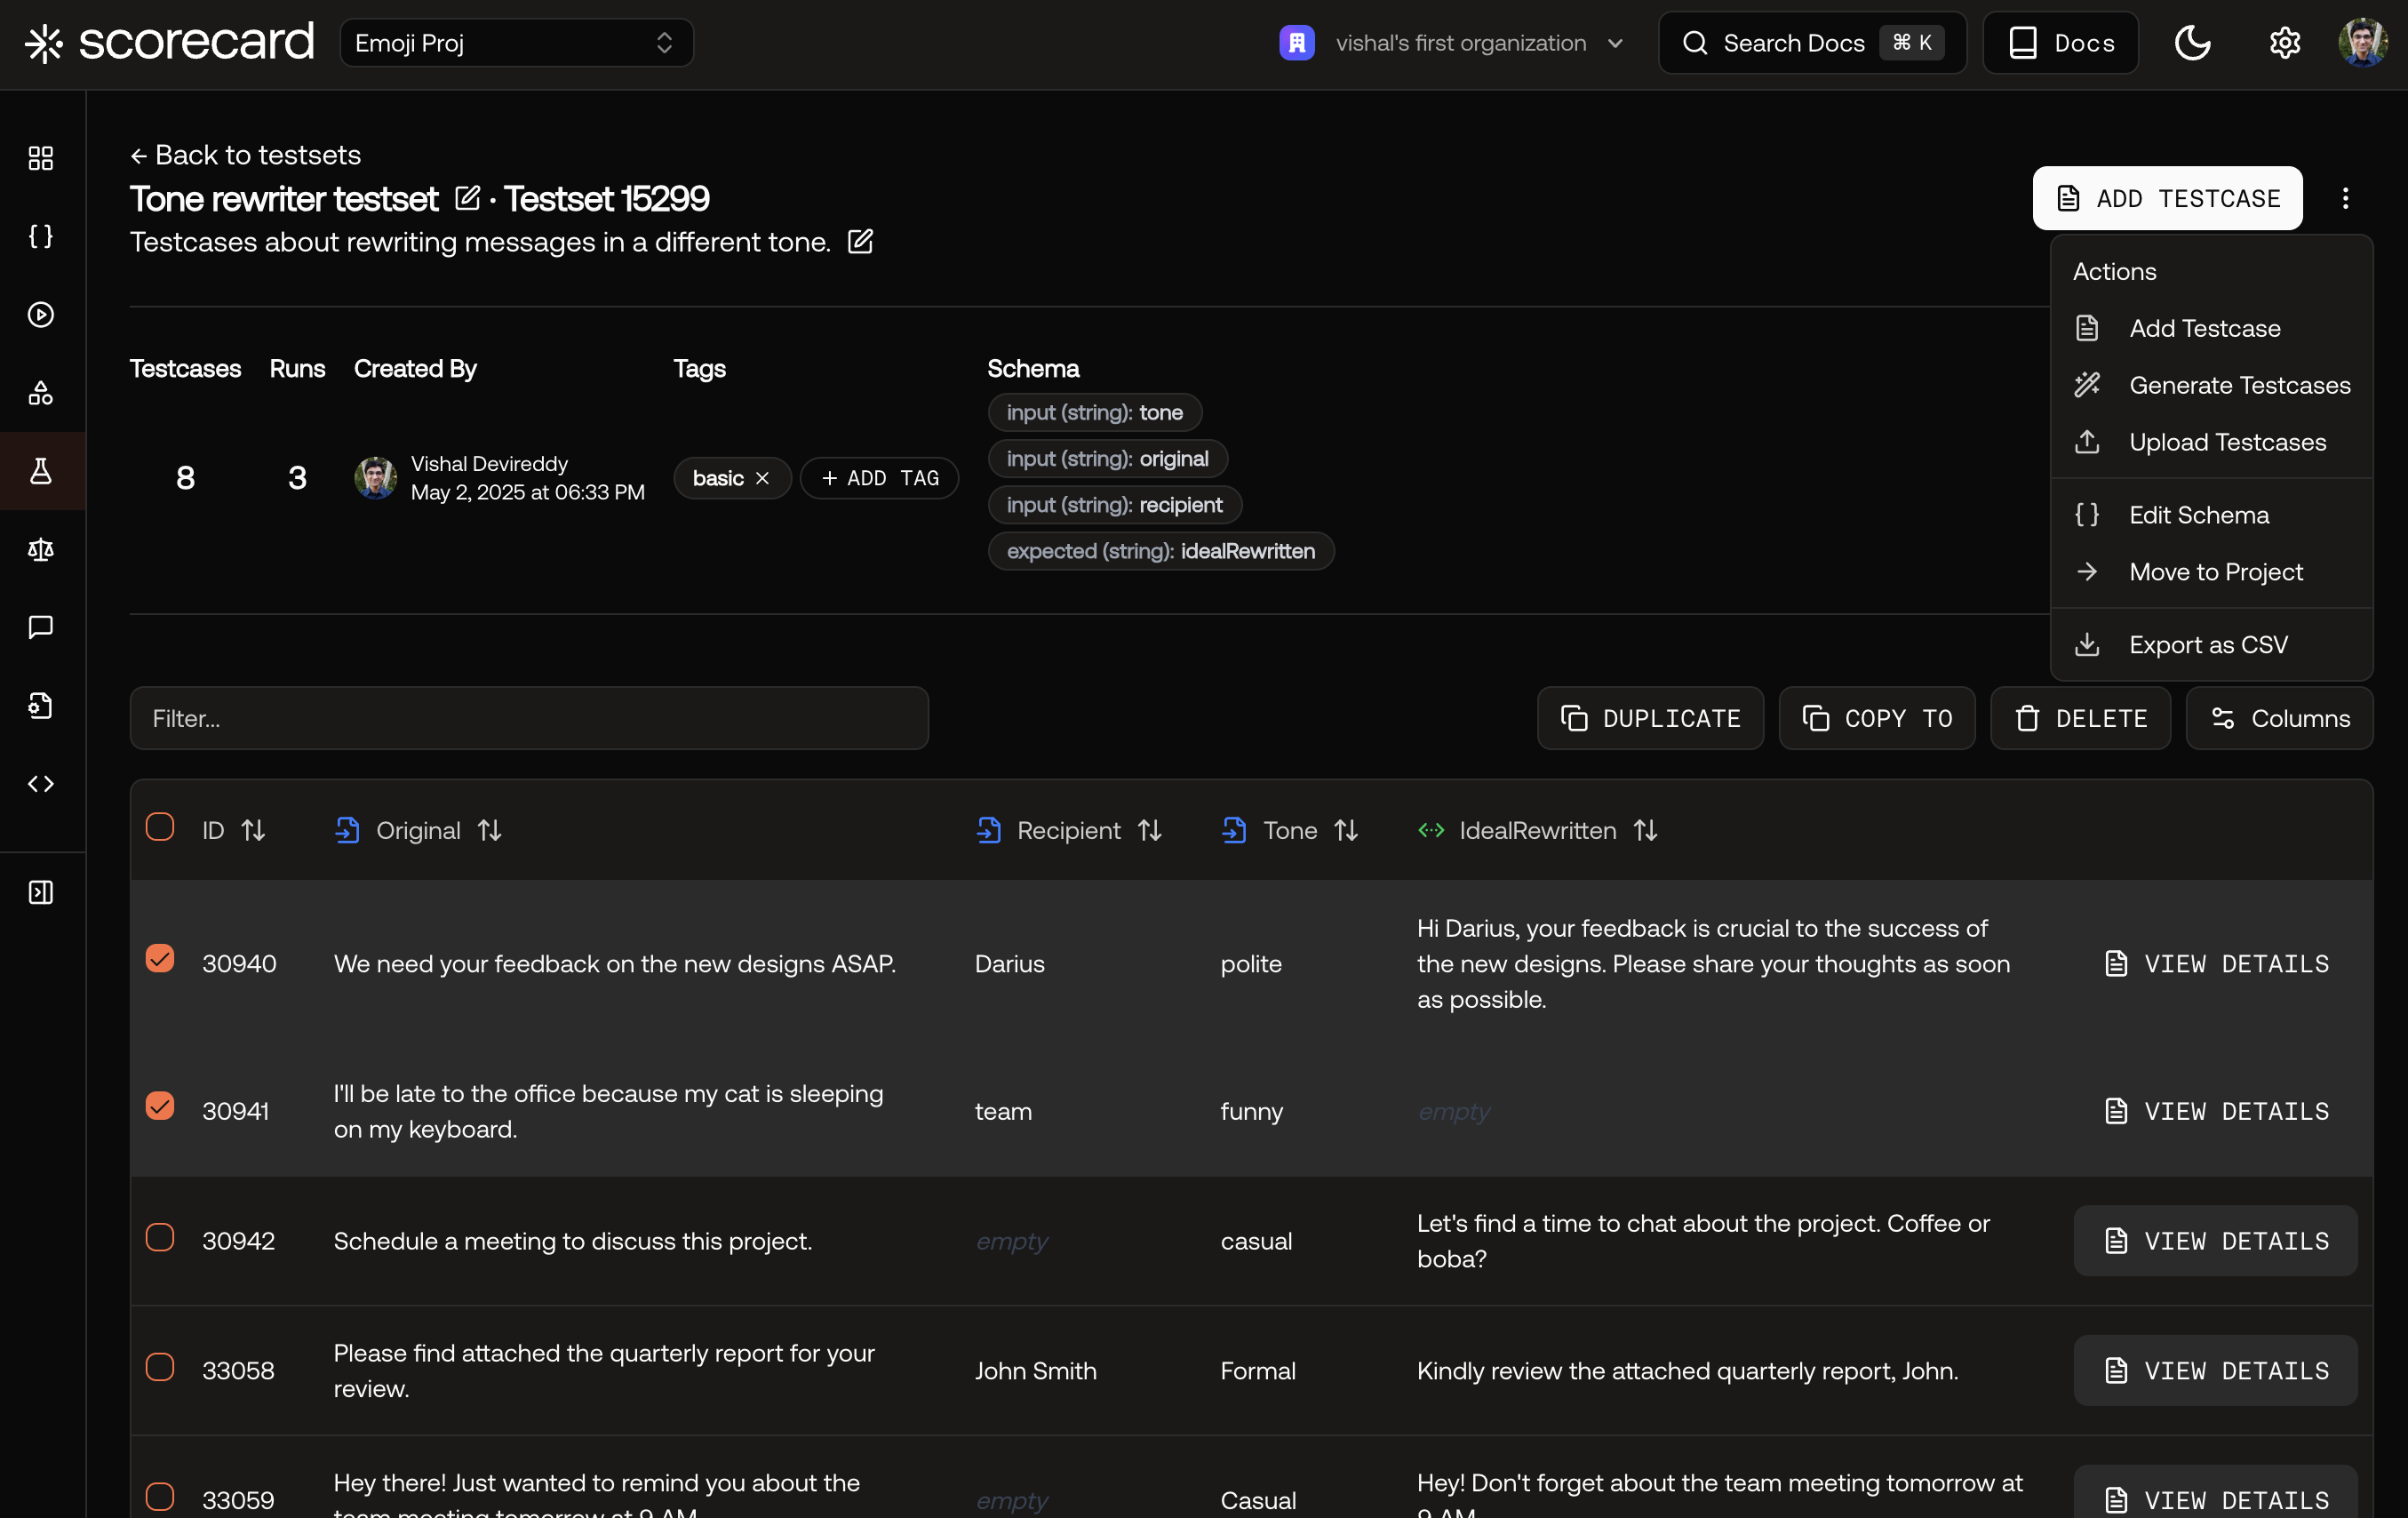 scorecard
Emoji Proj
vishal's first organization
Search Docs ⌘ K
Docs
← Back to testsets
Tone rewriter testset · Testset 15299
Testcases about rewriting messages in a different tone.
ADD TESTCASE
Actions
Add Testcase
Generate Testcases
Upload Testcases
Edit Schema
Move to Project
Export as CSV
Testcases Runs Created By Tags Schema
8 3
Vishal Devireddy
May 2, 2025 at 06:33 PM
basic ×
+ ADD TAG
input (string): tone
input (string): original
input (string): recipient
expected (string): idealRewritten
Filter...
DUPLICATE
COPY TO
DELETE
Columns
ID Original Recipient Tone IdealRewritten
30940 We need your feedback on the new designs ASAP. Darius polite
Hi Darius, your feedback is crucial to the success of
the new designs. Please share your thoughts as soon
as possible.
VIEW DETAILS
30941
I'll be late to the office because my cat is sleeping
on my keyboard.
team funny empty
VIEW DETAILS
30942 Schedule a meeting to discuss this project. empty casual
Let's find a time to chat about the project. Coffee or
boba?
VIEW DETAILS
33058
Please find attached the quarterly report for your
review.
John Smith Formal Kindly review the attached quarterly report, John.
VIEW DETAILS
33059
Hey there! Just wanted to remind you about the
team meeting tomorrow at 9 AM.
empty Casual
Hey! Don't forget about the team meeting tomorrow at
9 AM.
VIEW DETAILS